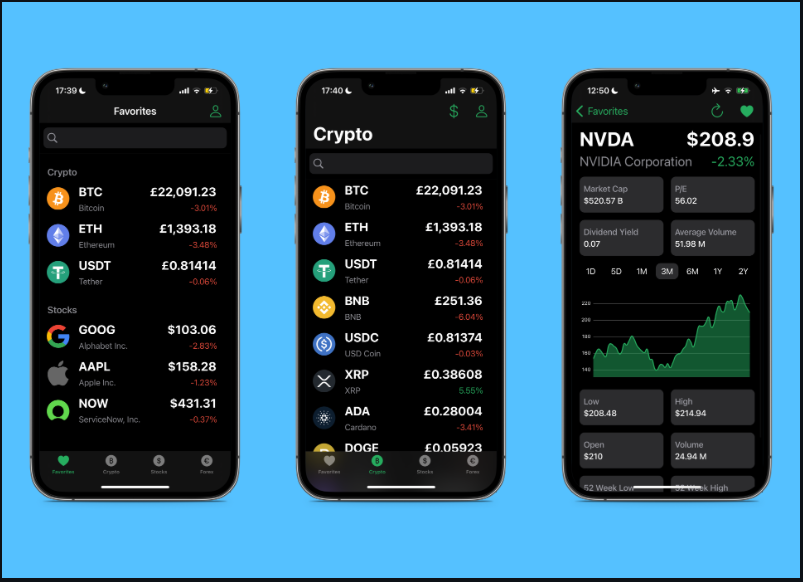 17:39
Favorites
Crypto
BTC £22,091.23
Bitcoin -3.01%
ETH £1,393.18
Ethereum -3.48%
USDT £0.81414
Tether -0.06%
Stocks
GOOG $103.06
Alphabet Inc. -2.83%
AAPL $158.28
Apple Inc. -1.23%
NOW $431.31
ServiceNow, Inc. -0.37%
Favorites Crypto Stocks Forex
17:40
$
Crypto
BTC £22,091.23
Bitcoin -3.01%
ETH £1,393.18
Ethereum -3.48%
USDT £0.81414
Tether -0.06%
BNB £251.36
BNB -6.04%
USDC £0.81374
USD Coin -0.03%
XRP £0.38608
XRP 5.55%
ADA £0.28004
Cardano -3.41%
DOGE £0.05923
Favorites Crypto Stocks Forex
12:50
Favorites
NVDA $208.9
NVIDIA Corporation -2.33%
Market Cap P/E
$520.57 B 56.02
Dividend Yield Average Volume
0.07 51.98 M
1D 5D 1M 3M 6M 1Y 2Y
220
200
180
160
140
Low High
$208.48 $214.94
Open Volume
$210 24.94 M
52 Week Low 52 Week High